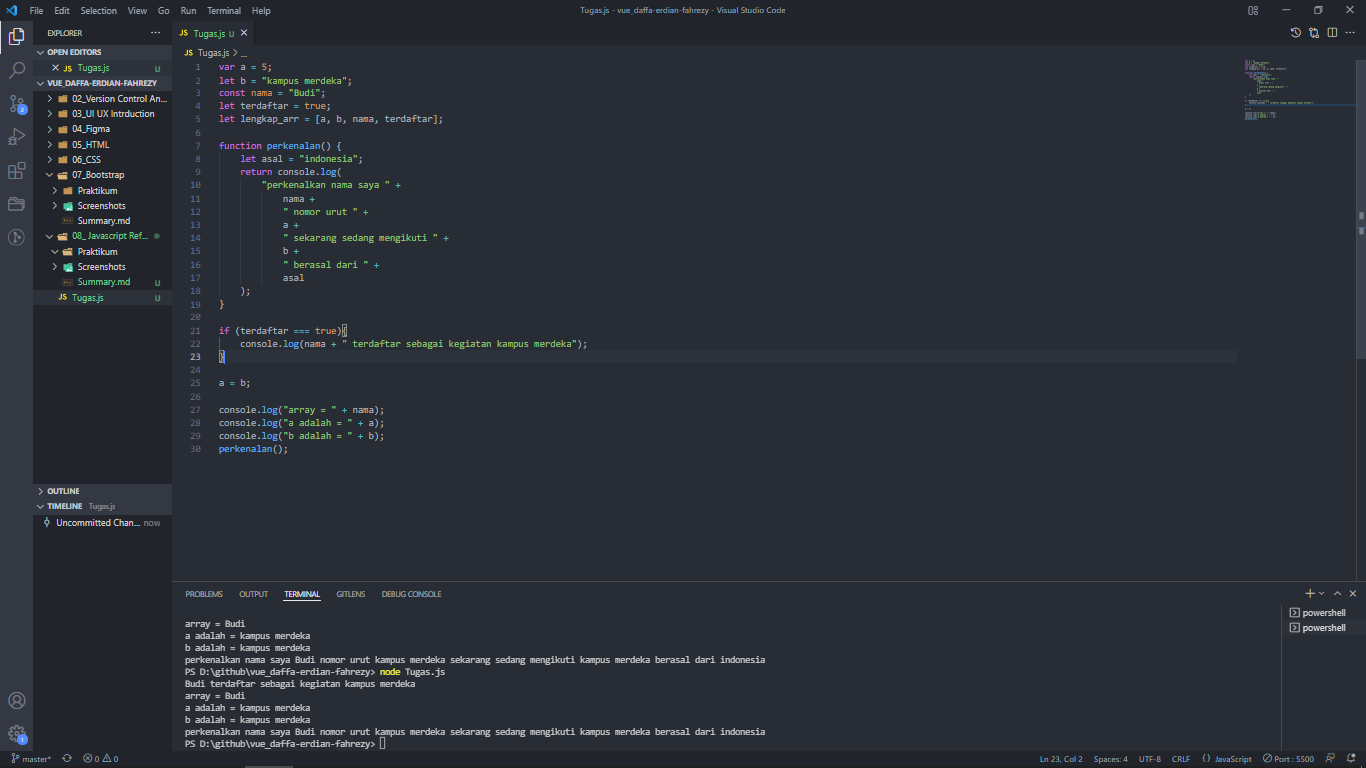 File Edit Selection View Go Run Terminal Help
Tugas.js - vue_daffa-erdian-fahrezy - Visual Studio Code
EXPLORER
OPEN EDITORS
JS Tugas.js U
VUE_DAFFA-ERDIAN-FAHREZY
02_Version Control An...
03_UI UX Intrduction
04_Figma
05_HTML
06_CSS
07_Bootstrap
Praktikum
Screenshots
Summary.md
08_ Javascript Ref...
Praktikum
Screenshots
Summary.md U
JS Tugas.js U
OUTLINE
TIMELINE Tugas.js
Uncommitted Chan... now
2
1
JS Tugas.js U
JS Tugas.js > ...
1 var a = 5;
2 let b = "kampus merdeka";
3 const nama = "Budi";
4 let terdaftar = true;
5 let lengkap_arr = [a, b, nama, terdaftar];
6
7 function perkenalan() {
8 let asal = "indonesia";
9 return console.log(
10 "perkenalkan nama saya " +
11 nama +
12 " nomor urut " +
13 a +
14 " sekarang sedang mengikuti " +
15 b +
16 " berasal dari " +
17 asal
18 );
19 }
20
21 if (terdaftar === true){
22 console.log(nama + " terdaftar sebagai kegiatan kampus merdeka");
23 }
24
25 a = b;
26
27 console.log("array = " + nama);
28 console.log("a adalah = " + a);
29 console.log("b adalah = " + b);
30 perkenalan();
PROBLEMS OUTPUT TERMINAL GITLENS DEBUG CONSOLE
array = Budi
a adalah = kampus merdeka
b adalah = kampus merdeka
perkenalkan nama saya Budi nomor urut kampus merdeka sekarang sedang mengikuti kampus merdeka berasal dari indonesia
PS D:\github\vue_daffa-erdian-fahrezy> node Tugas.js
Budi terdaftar sebagai kegiatan kampus merdeka
array = Budi
a adalah = kampus merdeka
b adalah = kampus merdeka
perkenalkan nama saya Budi nomor urut kampus merdeka sekarang sedang mengikuti kampus merdeka berasal dari indonesia
PS D:\github\vue_daffa-erdian-fahrezy>
powershell
powershell
master* 0 0
Ln 23, Col 2 Spaces: 4 UTF-8 CRLF JavaScript Port : 5500